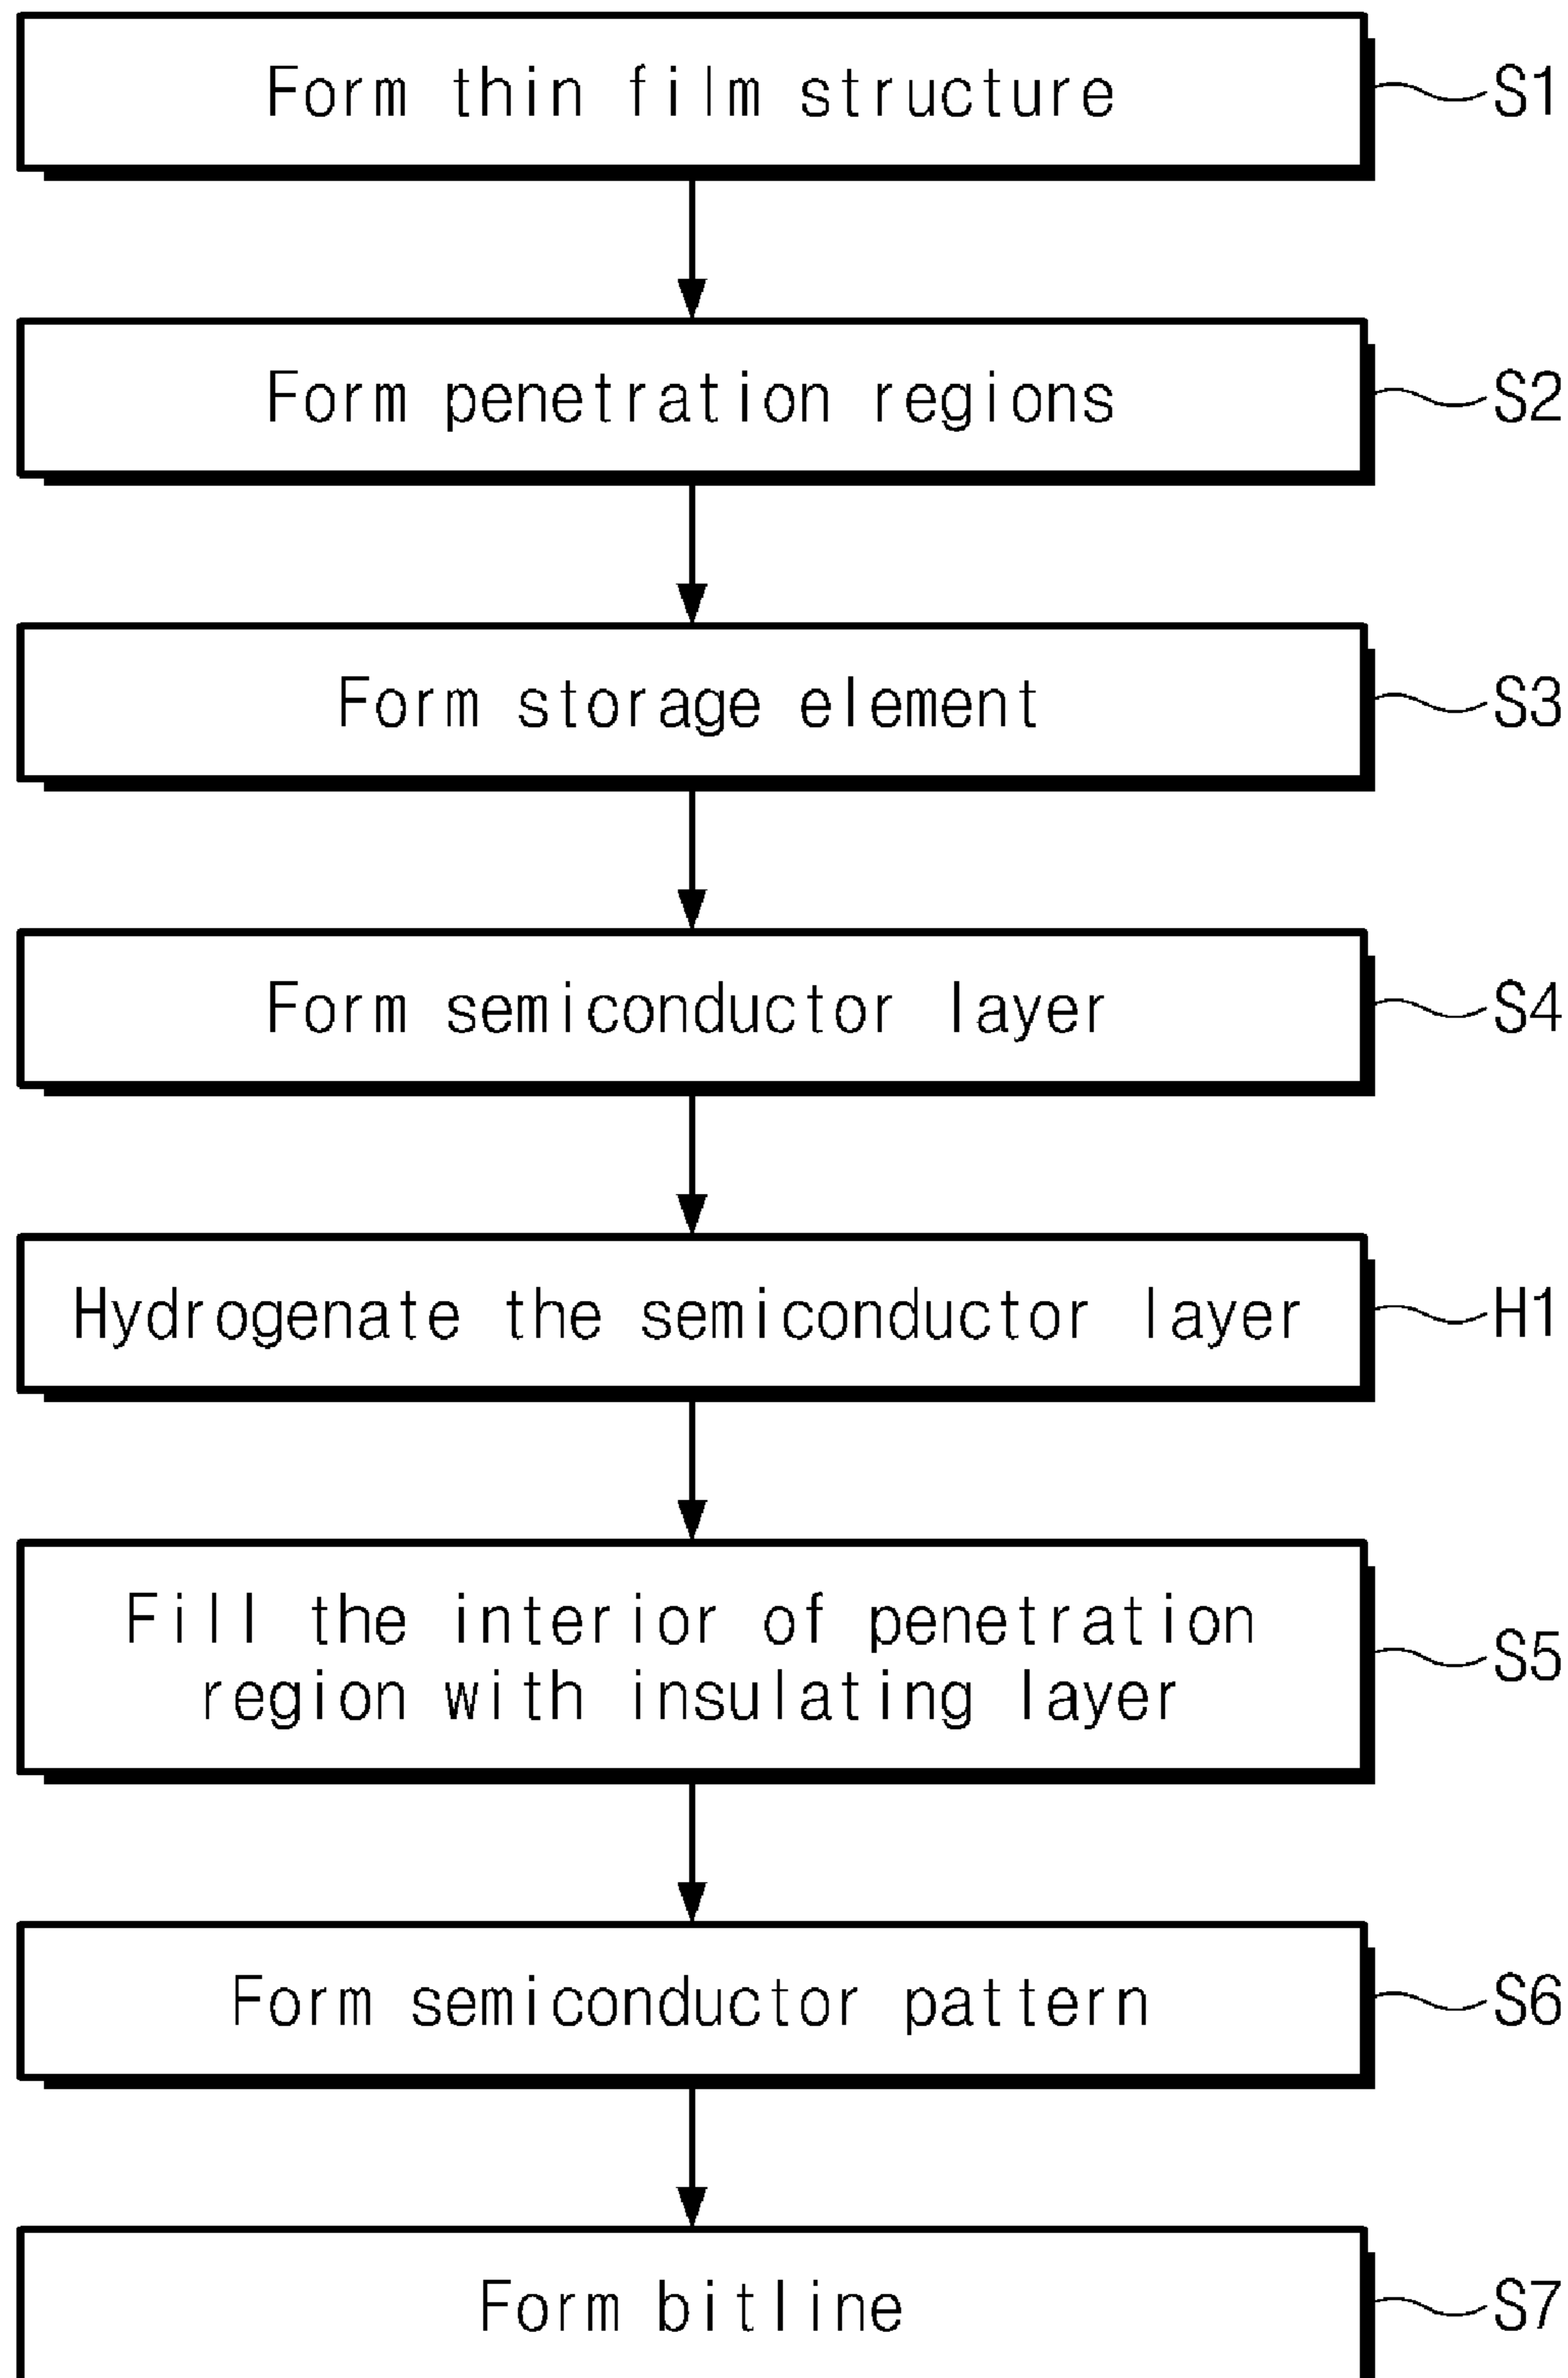 Form thin film structure S1
Form penetration regions S2
Form storage element S3
Form semiconductor layer S4
Hydrogenate the semiconductor layer H1
Fill the interior of penetration
region with insulating layer S5
Form semiconductor pattern S6
Form bitline S7